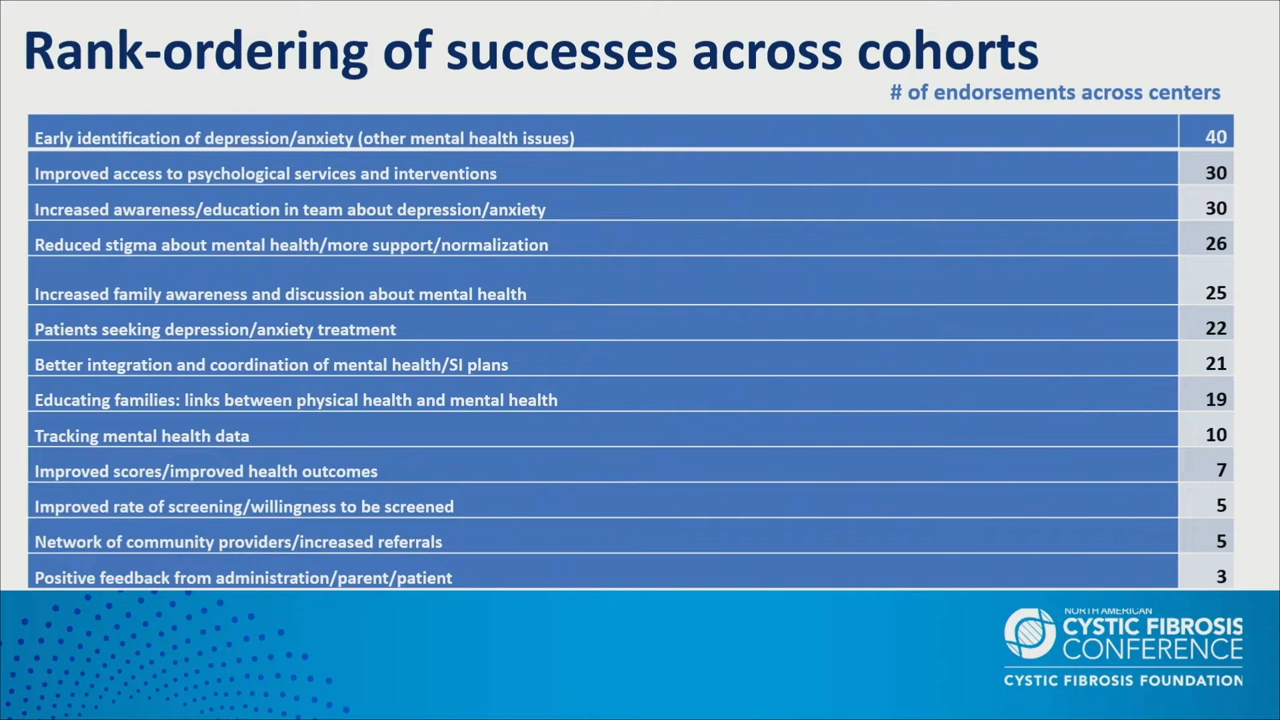 Rank-ordering of successes across cohorts
# of endorsements across centers
Early identification of depression/anxiety (other mental health issues) 40
Improved access to psychological services and interventions 30
Increased awareness/education in team about depression/anxiety 30
Reduced stigma about mental health/more support/normalization 26
Increased family awareness and discussion about mental health 25
Patients seeking depression/anxiety treatment 22
Better integration and coordination of mental health/SI plans 21
Educating families: links between physical health and mental health 19
Tracking mental health data 10
Improved scores/improved health outcomes 7
Improved rate of screening/willingness to be screened 5
Network of community providers/increased referrals 5
Positive feedback from administration/parent/patient 3
NORTH AMERICAN
CYSTIC FIBROSIS
CONFERENCE
CYSTIC FIBROSIS FOUNDATION